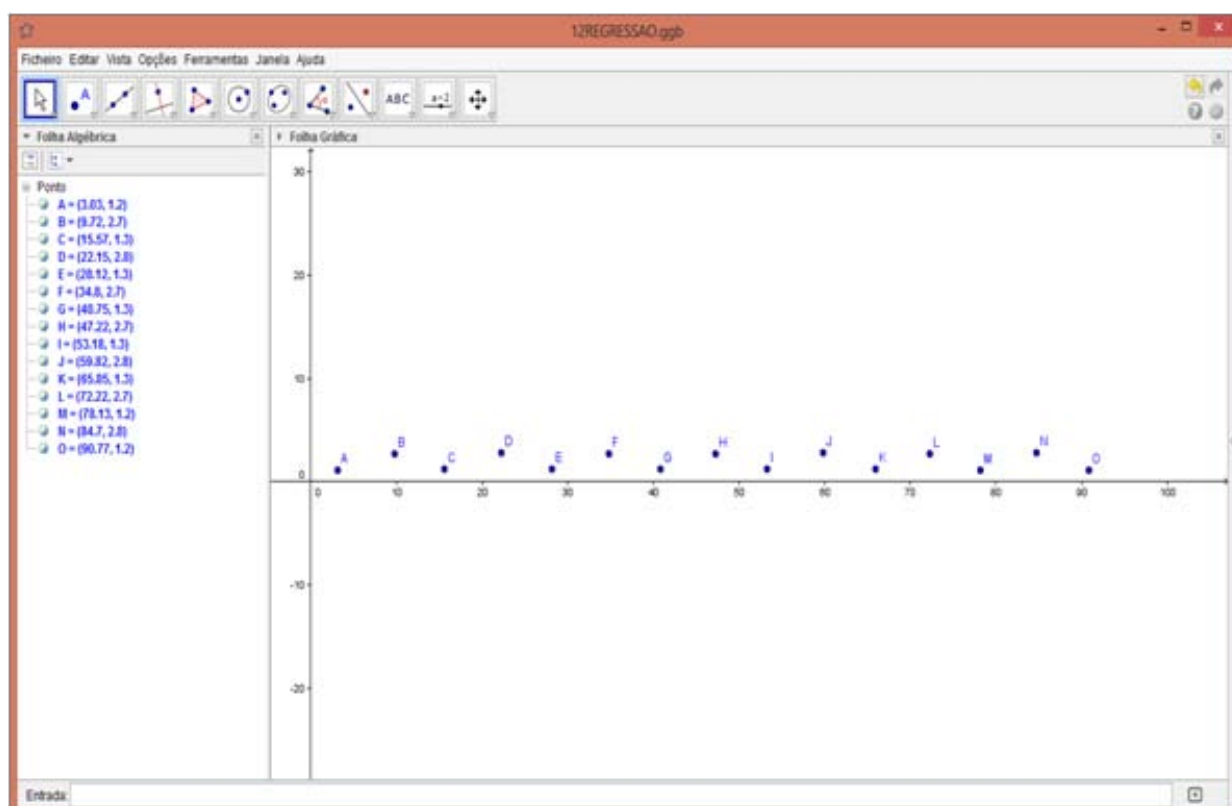 12REGRESSAO.ggb
Ficheiro Editar Vista Opções Ferramentas Janela Ajuda
A ABC a=2
Folha Algébrica
Folha Gráfica
Ponto
A = (3.03, 1.2)
B = (9.72, 2.7)
C = (15.57, 1.3)
D = (22.15, 2.8)
E = (28.12, 1.3)
F = (34.8, 2.7)
G = (40.75, 1.3)
H = (47.22, 2.7)
I = (53.18, 1.3)
J = (59.82, 2.8)
K = (65.85, 1.3)
L = (72.22, 2.7)
M = (78.13, 1.2)
N = (84.7, 2.8)
O = (90.77, 1.2)
30
20
10
B D F H J L N
A C E G I K M O
0
0 10 20 30 40 50 60 70 80 90 100
-10
-20
Entrada: